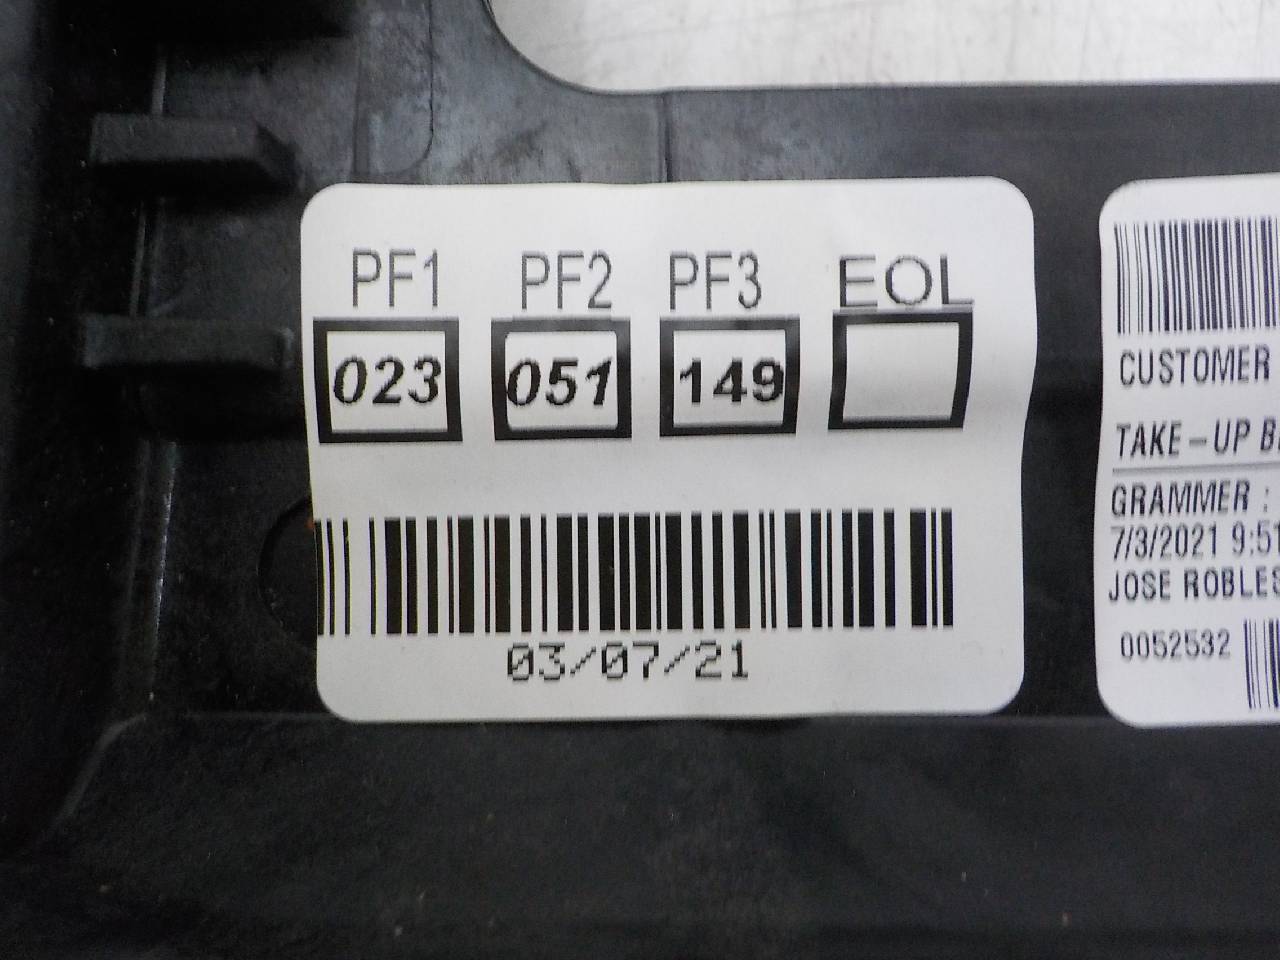 PF1 PF2 PF3 EOL
023 051 149
03/07/21
CUSTOMER
TAKE-UP
GRAMMER :
7/3/2021 9:51
JOSE ROBLES
0052532